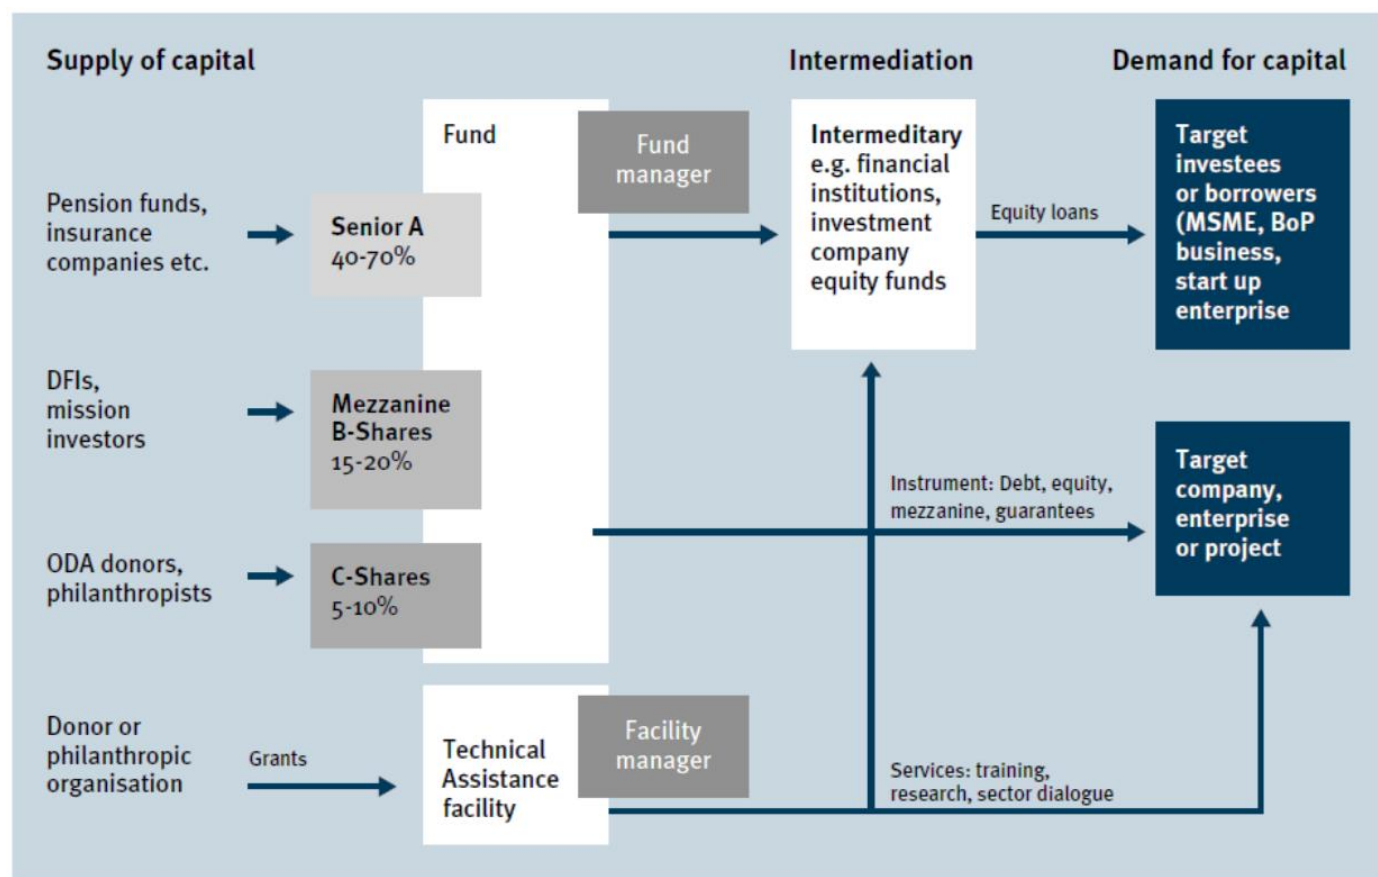 Supply of capital
Intermediation
Demand for capital
Fund
Fund
manager
Intermeditary
e.g. financial
institutions,
investment
company
equity funds
Target
investees
or borrowers
(MSME, BoP
business,
start up
enterprise
Pension funds,
insurance
companies etc.
Senior A
40-70%
Equity loans
DFIs,
mission
investors
Mezzanine
B-Shares
15-20%
Instrument: Debt, equity,
mezzanine, guarantees
Target
company,
enterprise
or project
ODA donors,
philanthropists
C-Shares
5-10%
Donor or
philanthropic
organisation
Grants
Technical
Assistance
facility
Facility
manager
Services: training,
research, sector dialogue